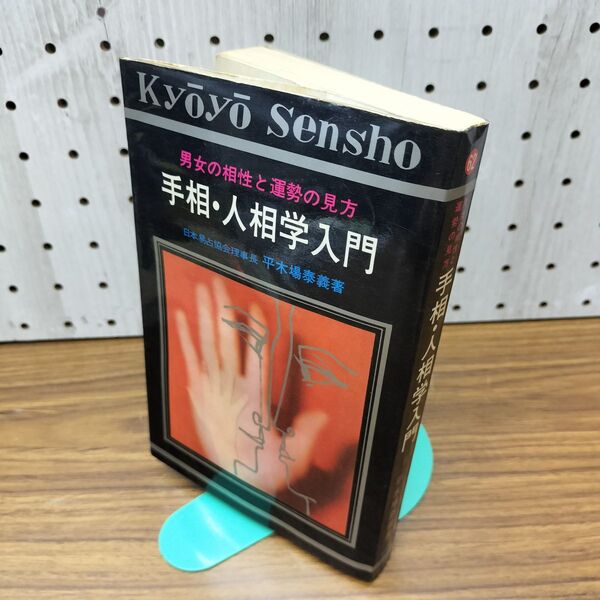 Kyōyō Sensho
男女の相性と運勢の見方
手相・人相学入門
日本易占協会理事長 平木場泰義著
62
手相・人相学入門